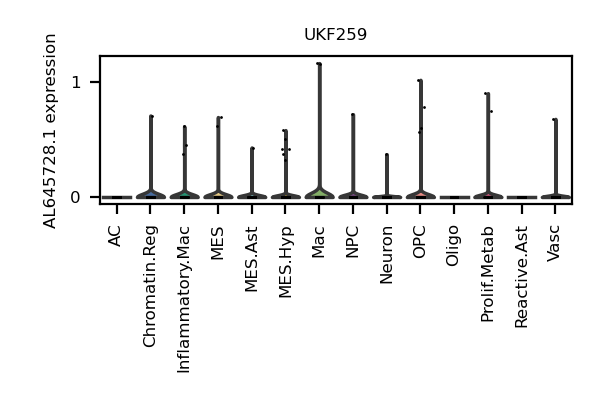 UKF259
AL645728.1 expression
1
0
AC
Chromatin.Reg
Inflammatory.Mac
MES
MES.Ast
MES.Hyp
Mac
NPC
Neuron
OPC
Oligo
Prolif.Metab
Reactive.Ast
Vasc